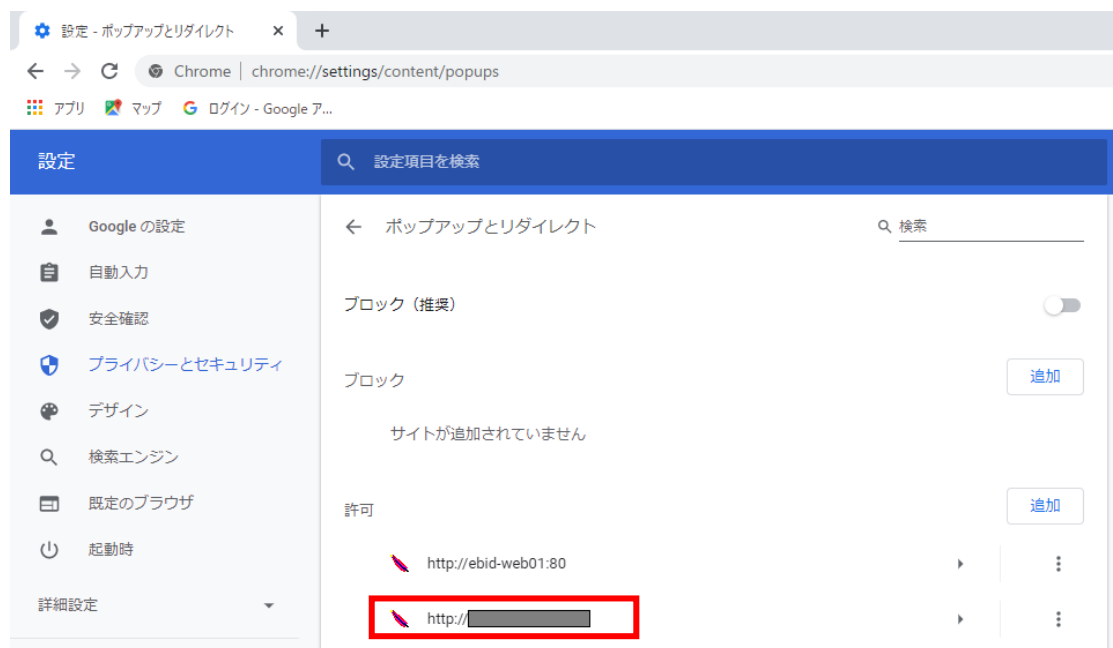 設定 - ポップアップとリダイレクト
Chrome | chrome://settings/content/popups
アプリ マップ ログイン - Google ア...
設定
設定項目を検索
Google の設定
自動入力
安全確認
プライバシーとセキュリティ
デザイン
検索エンジン
既定のブラウザ
起動時
詳細設定
ポップアップとリダイレクト
検索
ブロック（推奨）
ブロック
追加
サイトが追加されていません
許可
追加
http://ebid-web01:80
http://